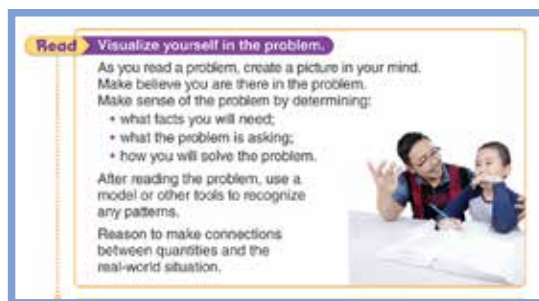 Read Visualize yourself in the problem.
As you read a problem, create a picture in your mind.
Make believe you are there in the problem.
Make sense of the problem by determining:
• what facts you will need;
• what the problem is asking;
• how you will solve the problem.
After reading the problem, use a
model or other tools to recognize
any patterns.
Reason to make connections
between quantities and the
real-world situation.